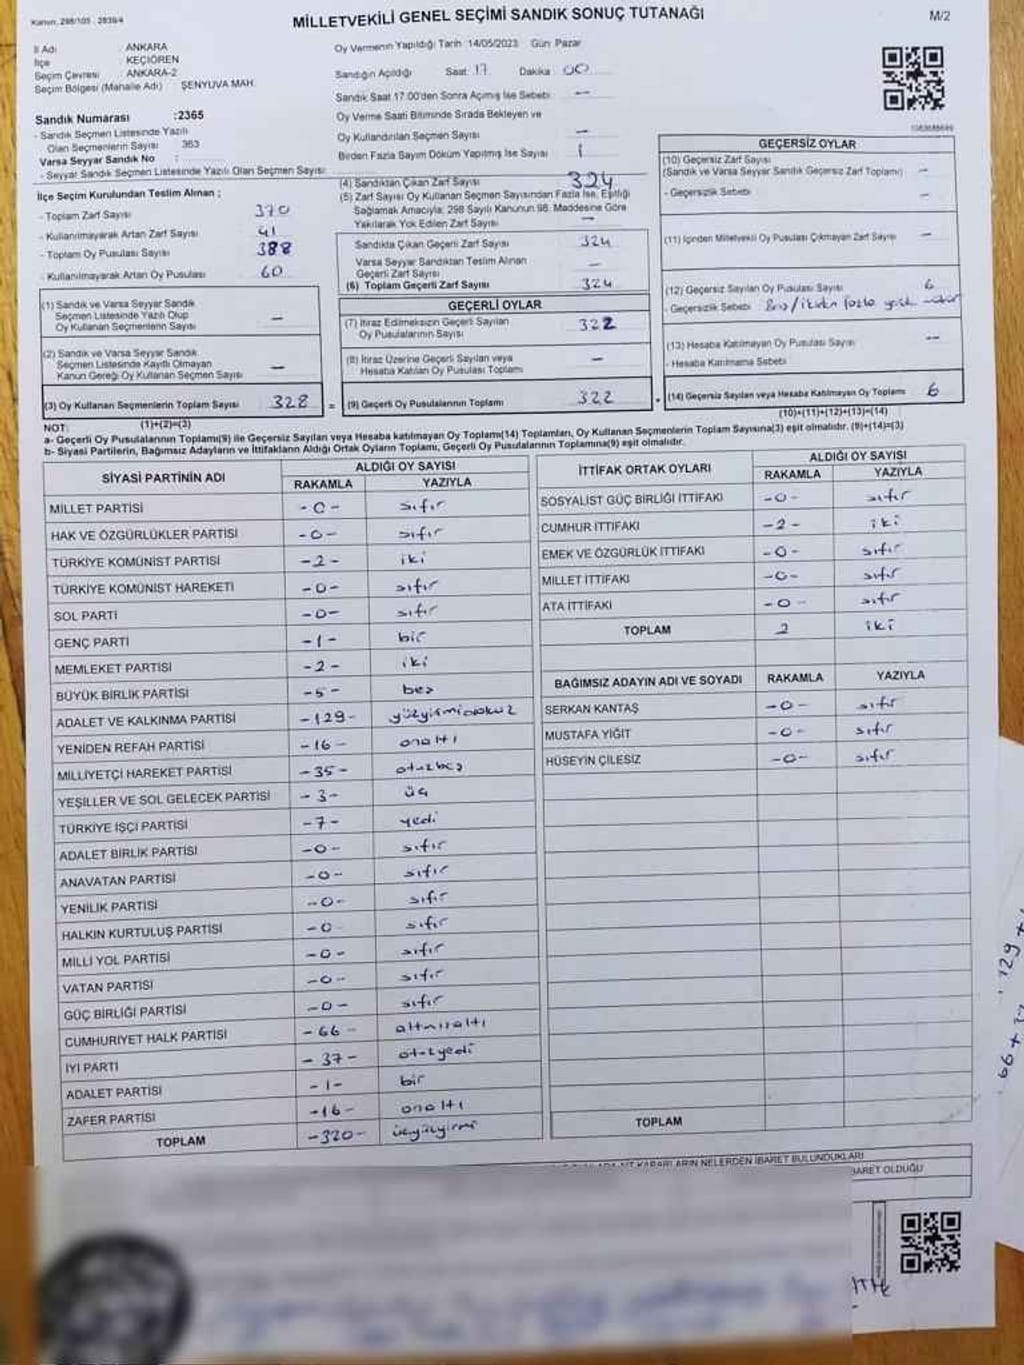 Kanun, 298/105 , 2839/4
MİLLETVEKİLİ GENEL SEÇİMİ SANDIK SONUÇ TUTANAĞI
M/2
İl Adı ANKARA
İlçe KEÇİÖREN
Seçim Çevresi ANKARA-2
Seçim Bölgesi (Mahalle Adı) : ŞENYUVA MAH.
Sandık Numarası :2365
- Sandık Seçmen Listesinde Yazılı
Olan Seçmenlerin Sayısı 363
Varsa Seyyar Sandık No :
- Seyyar Sandık Seçmen Listesinde Yazılı Olan Seçmen Sayısı:
Oy Vermenin Yapıldığı Tarih :14/05/2023 Gün: Pazar
Sandığın Açıldığı Saat 17 Dakika 00
Sandık Saat 17.00'den Sonra Açılmış İse Sebebi -
Oy Verme Saati Bitiminde Sırada Bekleyen ve
Oy Kullandırılan Seçmen Sayısı -
Birden Fazla Sayım Döküm Yapılmış İse Sayısı 1
İlçe Seçim Kurulundan Teslim Alınan ;
- Toplam Zarf Sayısı 370
- Kullanılmayarak Artan Zarf Sayısı 41
- Toplam Oy Pusulası Sayısı 388
- Kullanılmayarak Artan Oy Pusulası 60
(4) Sandıktan Çıkan Zarf Sayısı 324
(5) Zarf Sayısı Oy Kullanan Seçmen Sayısından Fazla İse, Eşitliği
Sağlamak Amacıyla; 298 Sayılı Kanunun 98. Maddesine Göre
Yakılarak Yok Edilen Zarf Sayısı -
Sandıkta Çıkan Geçerli Zarf Sayısı 324
Varsa Seyyar Sandıktan Teslim Alınan
Geçerli Zarf Sayısı -
(6) Toplam Geçerli Zarf Sayısı 324
GEÇERSİZ OYLAR
(10) Geçersiz Zarf Sayısı
(Sandık ve Varsa Seyyar Sandık Geçersiz Zarf Toplamı) -
- Geçersizlik Sebebi -
(11) İçinden Milletvekili Oy Pusulası Çıkmayan Zarf Sayısı -
(12) Geçersiz Sayılan Oy Pusulası Sayısı 6
- Geçersizlik Sebebi fazla
(13) Hesaba Katılmayan Oy Pusulası Sayısı --
- Hesaba Katılmama Sebebi
(14) Geçersiz Sayılan veya Hesaba Katılmayan Oy Toplamı 6
(10)+(11)+(12)+(13)=(14)
(1) Sandık ve Varsa Seyyar Sandık
Seçmen Listesinde Yazılı Olup
Oy Kullanan Seçmenlerin Sayısı -
(2) Sandık ve Varsa Seyyar Sandık
Seçmen Listesinde Kayıtlı Olmayan
Kanun Gereği Oy Kullanan Seçmen Sayısı -
(3) Oy Kullanan Seçmenlerin Toplam Sayısı 328 =
(1)+(2)=(3)
GEÇERLİ OYLAR
(7) İtiraz Edilmeksizin Geçerli Sayılan
Oy Pusulalarının Sayısı 322
(8) İtiraz Üzerine Geçerli Sayılan veya
Hesaba Katılan Oy Pusulası Toplamı -
(9) Geçerli Oy Pusulalarının Toplamı 322 +
NOT:
a- Geçerli Oy Pusulalarının Toplamı(9) ile Geçersiz Sayılan veya Hesaba katılmayan Oy Toplamı(14) Toplamları, Oy Kullanan Seçmenlerin Toplam Sayısı(3)na eşit olmalıdır. (9)+(14)=(3)
b- Siyasi Partilerin, Bağımsız Adayların ve İttifakların Aldığı Ortak Oyların Toplamı, Geçerli Oy Pusulalarının Toplamına(9) eşit olmalıdır.
SİYASİ PARTİNİN ADI ALDIĞI OY SAYISI
RAKAMLA YAZIYLA
MİLLET PARTİSİ -0- sıfır
HAK VE ÖZGÜRLÜKLER PARTİSİ -0- sıfır
TÜRKİYE KOMÜNİST PARTİSİ -2- iki
TÜRKİYE KOMÜNİST HAREKETİ -0- sıfır
SOL PARTİ -0- sıfır
GENÇ PARTİ -1- bir
MEMLEKET PARTİSİ -2- iki
BÜYÜK BİRLİK PARTİSİ -5- beş
ADALET VE KALKINMA PARTİSİ -129- yüzyirmidokuz
YENİDEN REFAH PARTİSİ -16- onaltı
MİLLİYETÇİ HAREKET PARTİSİ -35- otuzbeş
YEŞİLLER VE SOL GELECEK PARTİSİ -3- üç
TÜRKİYE İŞÇİ PARTİSİ -7- yedi
ADALET BİRLİK PARTİSİ -0- sıfır
ANAVATAN PARTİSİ -0- sıfır
YENİLİK PARTİSİ -0- sıfır
HALKIN KURTULUŞ PARTİSİ -0- sıfır
MİLLİ YOL PARTİSİ -0- sıfır
VATAN PARTİSİ -0- sıfır
GÜÇ BİRLİĞİ PARTİSİ -0- sıfır
CUMHURİYET HALK PARTİSİ -66- altmışaltı
İYİ PARTİ -37- otuzyedi
ADALET PARTİSİ -1- bir
ZAFER PARTİSİ -16- onaltı
TOPLAM -320- üçyüzyirmi
İTTİFAK ORTAK OYLARI ALDIĞI OY SAYISI
RAKAMLA YAZIYLA
SOSYALİST GÜÇ BİRLİĞİ İTTİFAKI -0- sıfır
CUMHUR İTTİFAKI -2- iki
EMEK VE ÖZGÜRLÜK İTTİFAKI -0- sıfır
MİLLET İTTİFAKI -0- sıfır
ATA İTTİFAKI -0- sıfır
TOPLAM 2 iki
BAĞIMSIZ ADAYIN ADI VE SOYADI RAKAMLA YAZIYLA
SERKAN KANTAŞ -0- sıfır
MUSTAFA YİĞİT -0- sıfır
HÜSEYİN ÇİLESİZ -0- sıfır
TOPLAM
KARARLARIN NELERDEN İBARET BULUNDUKLARI
İBARET OLDUĞU
129 +
66 + 37